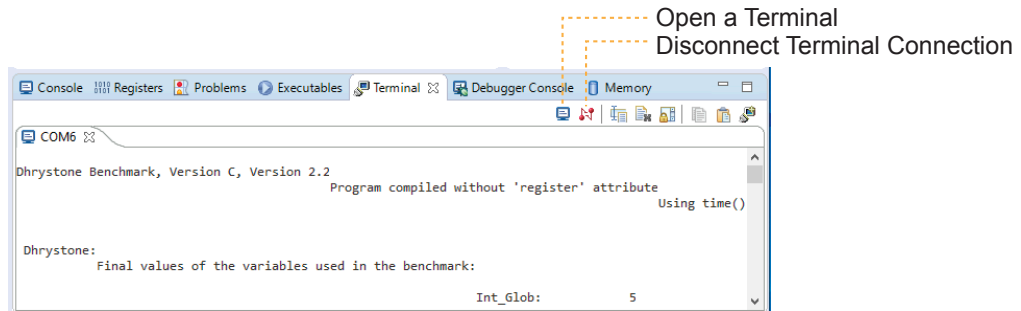 Open a Terminal
Disconnect Terminal Connection
Console Registers Problems Executables Terminal Debugger Console Memory
COM6
Dhrystone Benchmark, Version C, Version 2.2
Program compiled without 'register' attribute
Using time()
Dhrystone:
Final values of the variables used in the benchmark:
Int_Glob: 5